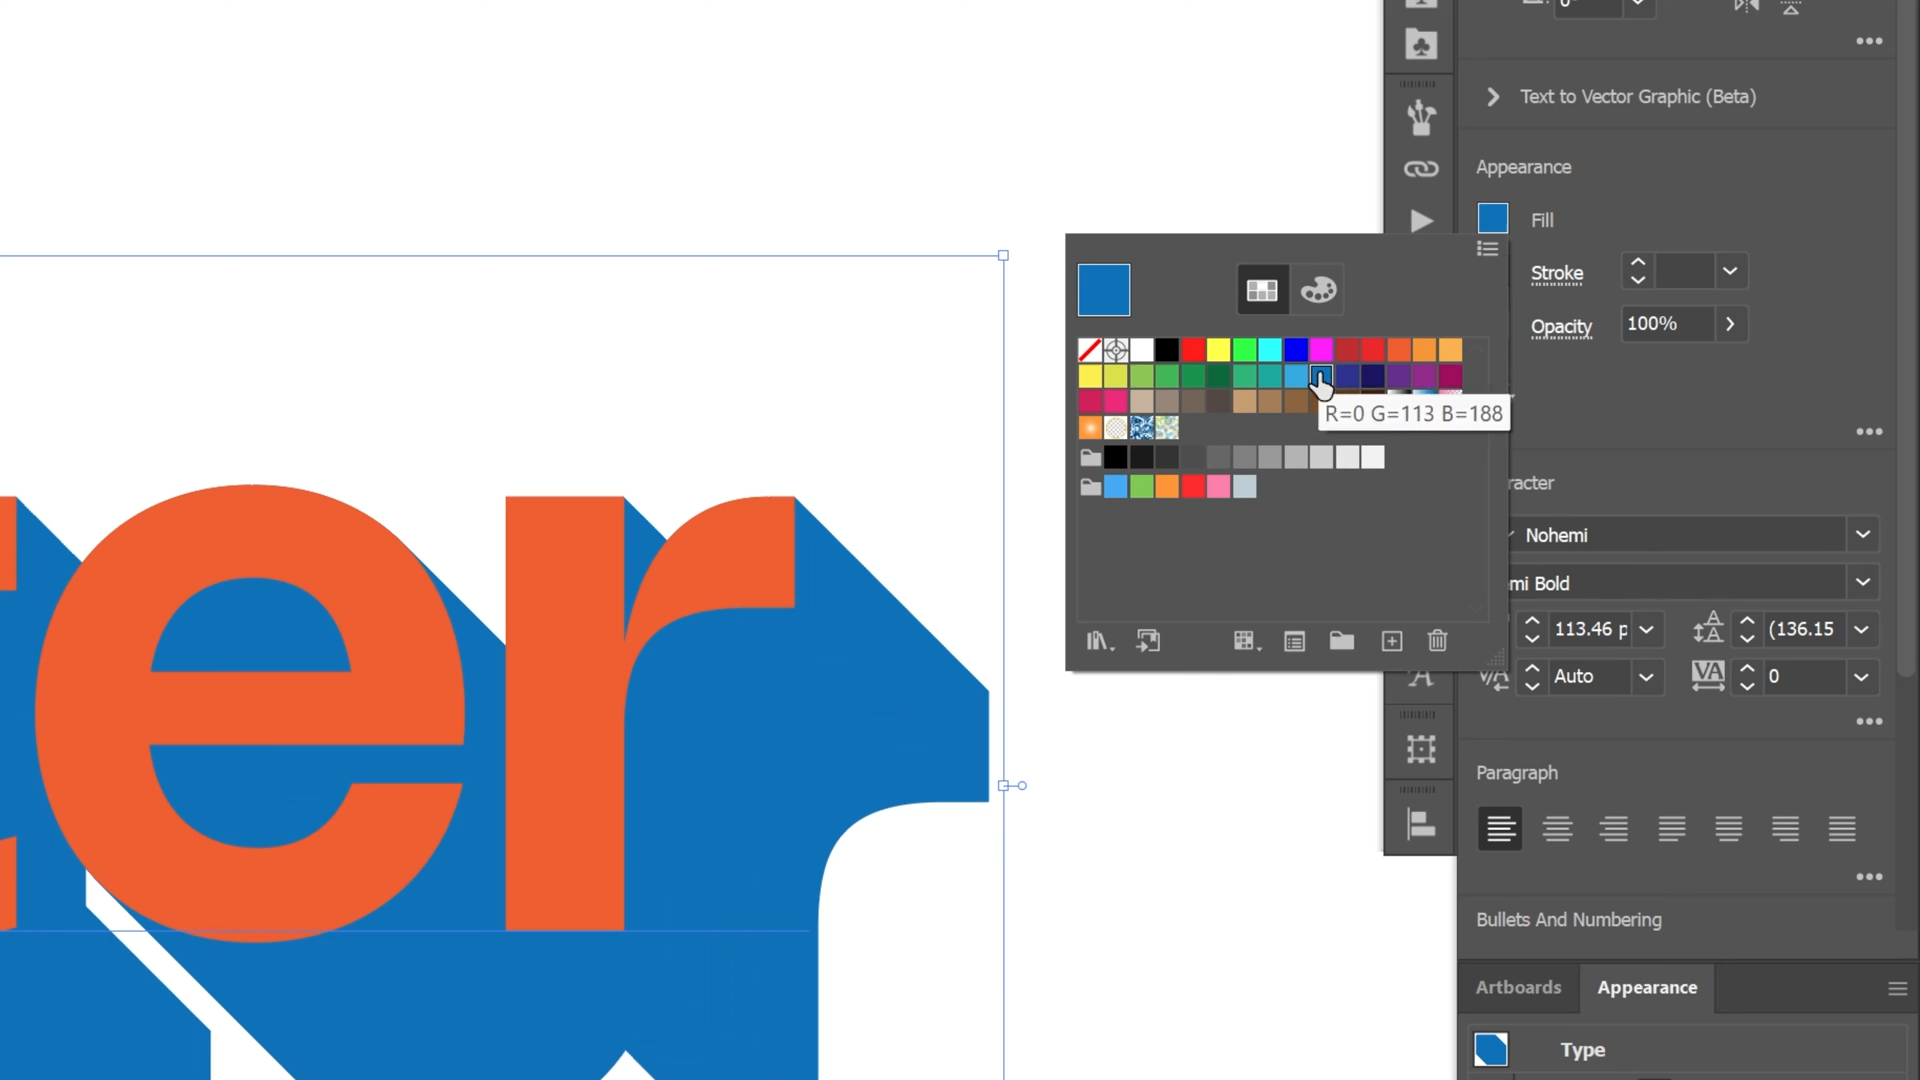 0°
Text to Vector Graphic (Beta)
Appearance
Fill
Stroke
Opacity
100%
R=0 G=113 B=188
racter
Nohemi
mi Bold
113.46 p
(136.15
Auto
0
Paragraph
Bullets And Numbering
Artboards
Appearance
Type
er